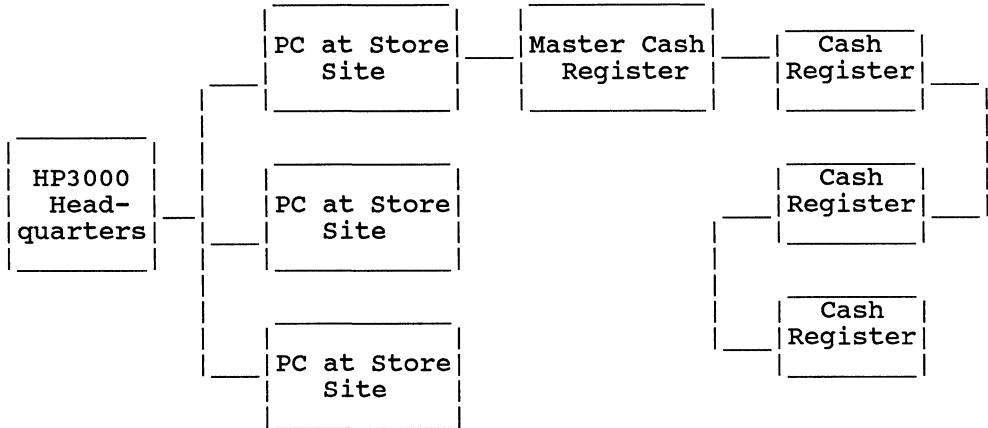 PC at Store
Site
Master Cash
Register
Cash
Register
HP3000
Head-
quarters
PC at Store
Site
Cash
Register
PC at Store
Site
Cash
Register